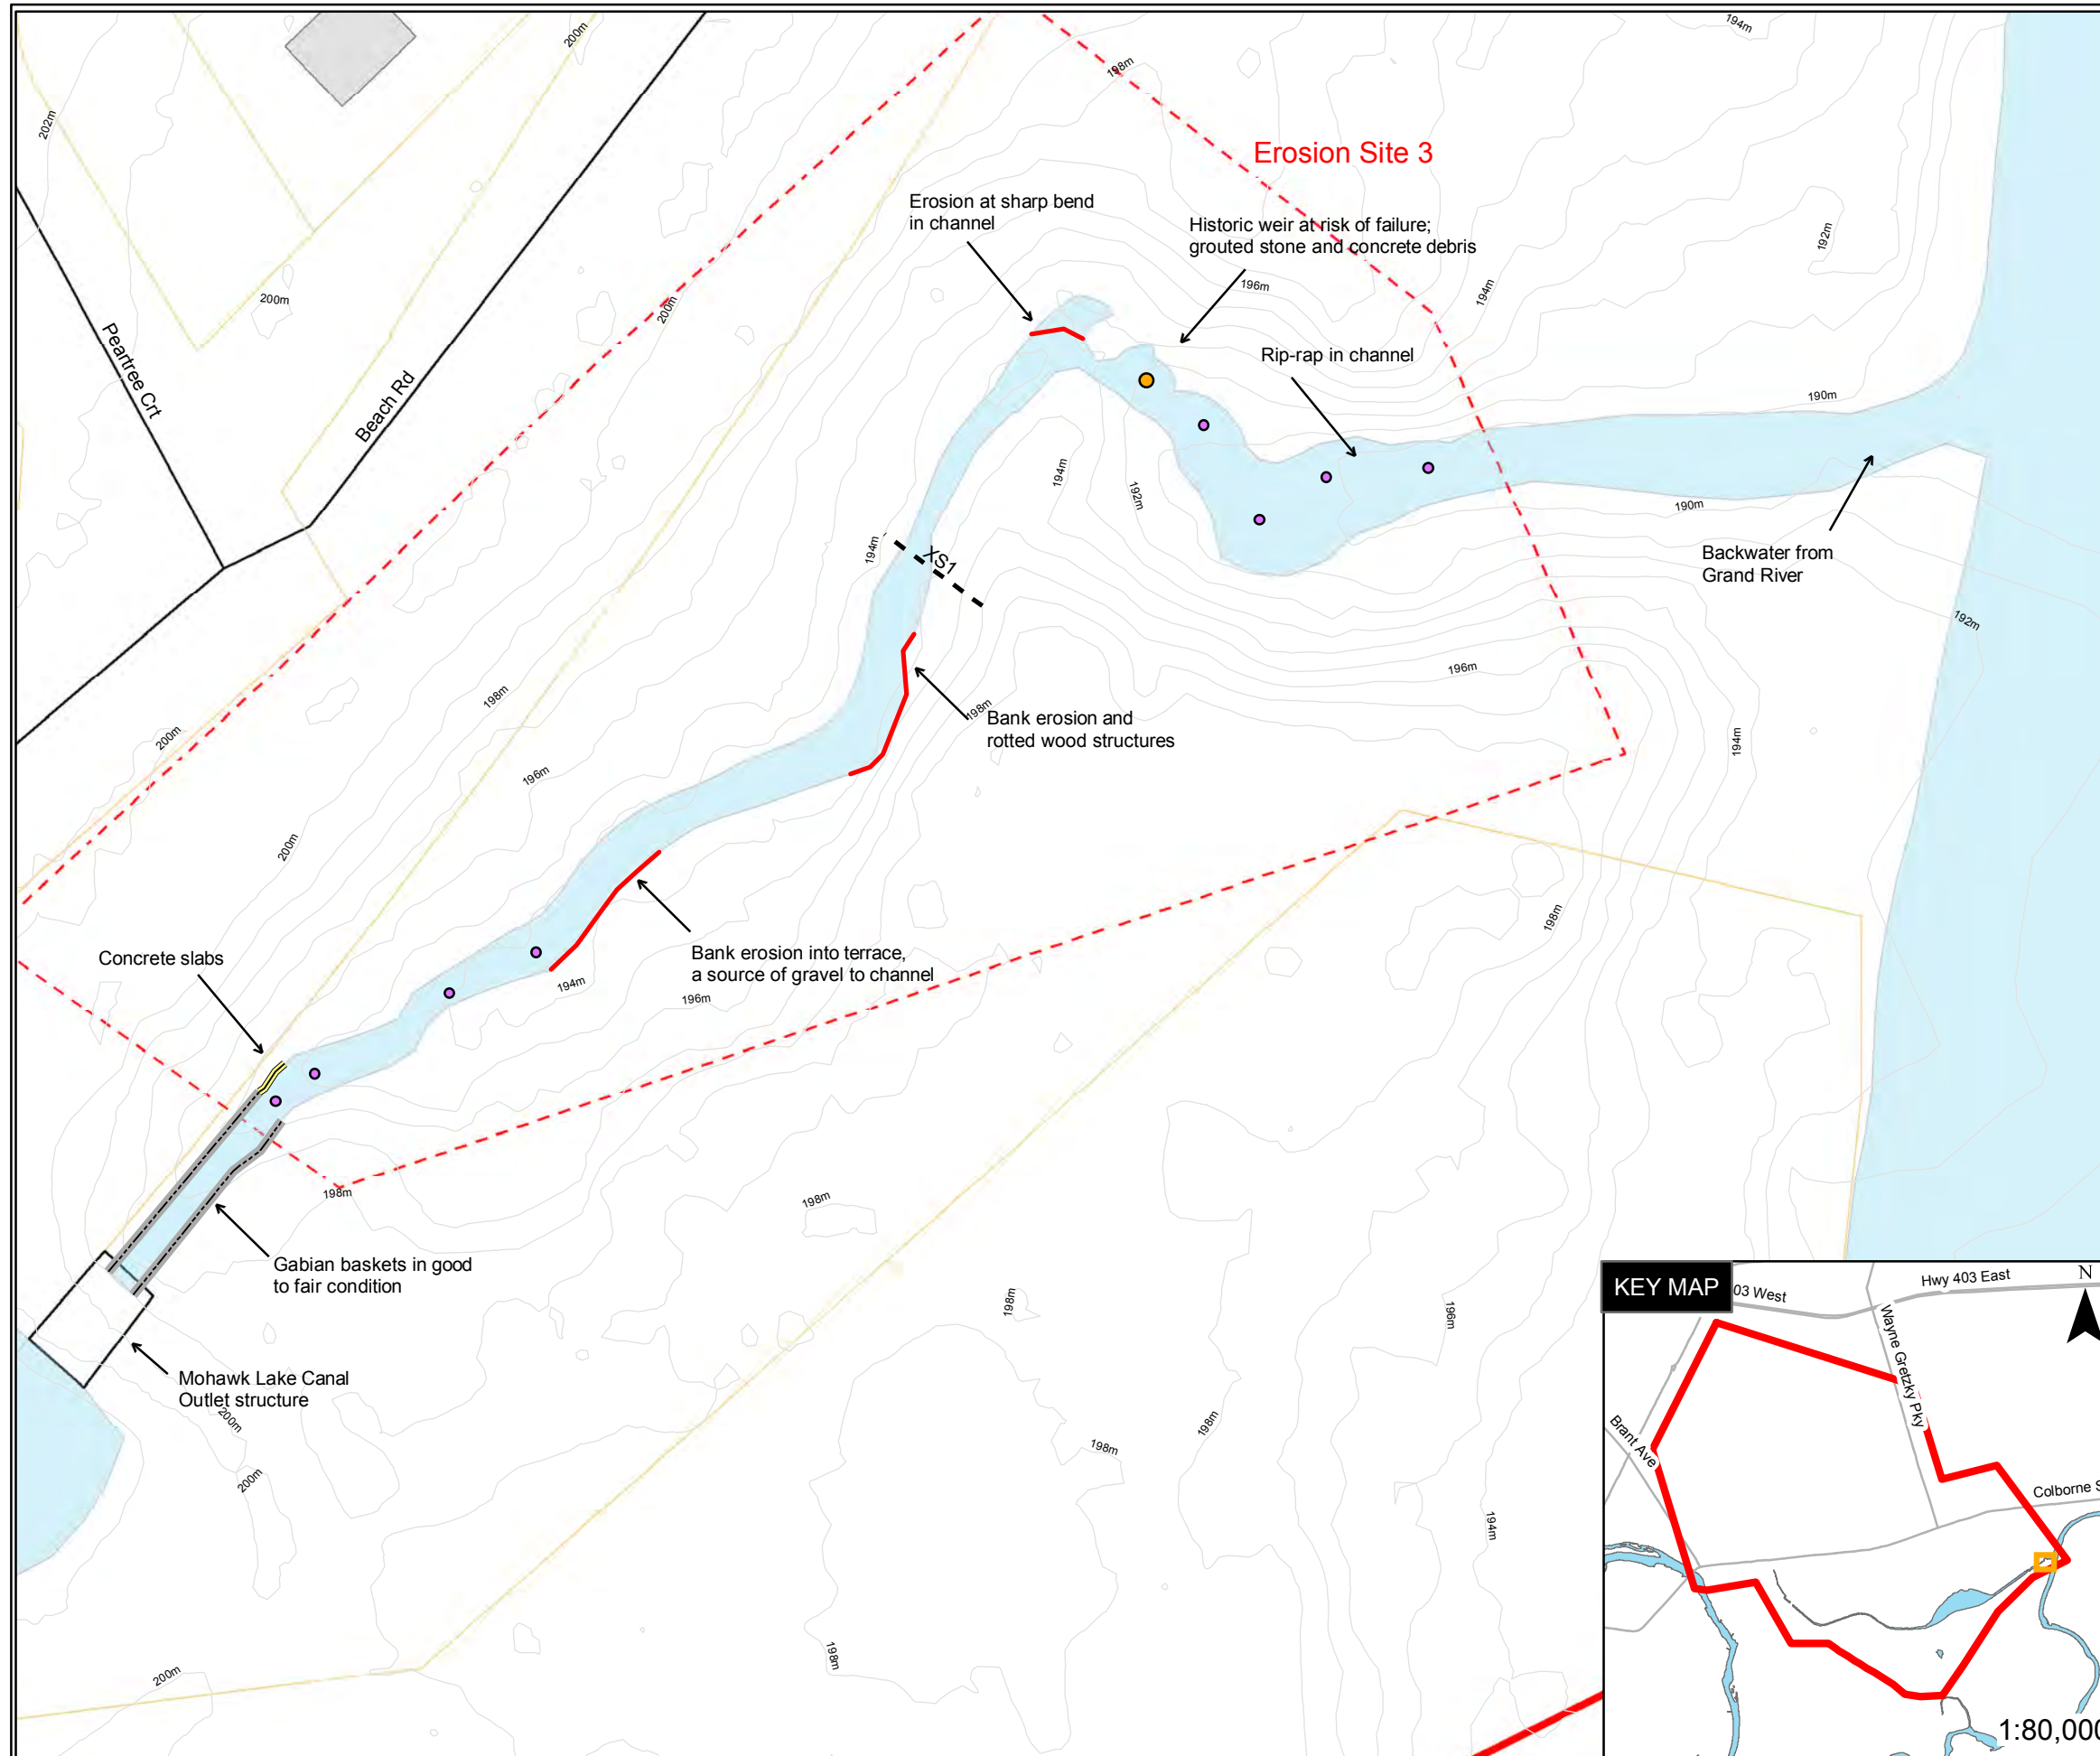 194m
200m
198m
202m
Erosion Site 3
Erosion at sharp bend
in channel
Historic weir at risk of failure;
grouted stone and concrete debris
192m
196m
194m
200m
200m
Rip-rap in channel
Peartree Crt
Beach Rd
190m
194m
192m
190m
194m
XS1
Backwater from
Grand River
192m
196m
198m
198m
Bank erosion and
rotted wood structures
200m
194m
196m
200m
198m
Concrete slabs
Bank erosion into terrace,
a source of gravel to channel
194m
196m
198m
198m
Gabian baskets in good
to fair condition
198m
196m
Mohawk Lake Canal
Outlet structure
200m
198m
198m
200m
194m
198m
200m
KEY MAP
03 West
Hwy 403 East
N
Wayne Gretzky Pky
Brant Ave
Colborne S
1:80,000